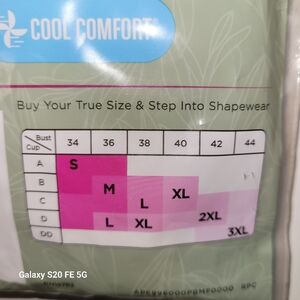 COOL COMFORT
Buy Your True Size & Step Into Shapewear
Bust 34 36 38 40 42 44
Cup
A S
B M XL
C L
D L XL 2XL
DD 3XL
Galaxy S20 FE 5G